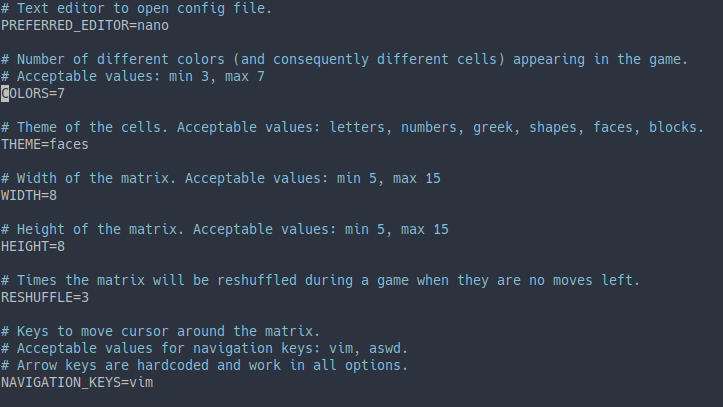 # Text editor to open config file.
PREFERRED_EDITOR=nano
# Number of different colors (and consequently different cells) appearing in the game.
# Acceptable values: min 3, max 7
COLORS=7
# Theme of the cells. Acceptable values: letters, numbers, greek, shapes, faces, blocks.
THEME=faces
# Width of the matrix. Acceptable values: min 5, max 15
WIDTH=8
# Height of the matrix. Acceptable values: min 5, max 15
HEIGHT=8
# Times the matrix will be reshuffled during a game when they are no moves left.
RESHUFFLE=3
# Keys to move cursor around the matrix.
# Acceptable values for navigation keys: vim, aswd.
# Arrow keys are hardcoded and work in all options.
NAVIGATION_KEYS=vim